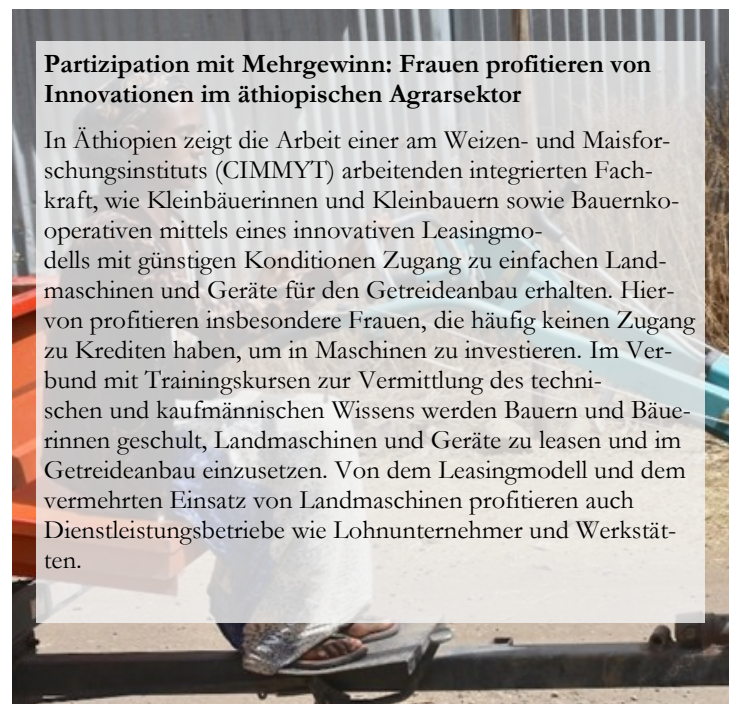 Partizipation mit Mehrgewinn: Frauen profitieren von
Innovationen im äthiopischen Agrarsektor
In Äthiopien zeigt die Arbeit einer am Weizen- und Maisfor-
schungsinstituts (CIMMYT) arbeitenden integrierten Fach-
kraft, wie Kleinbäuerinnen und Kleinbauern sowie Bauernko-
operativen mittels eines innovativen Leasingmo-
dells mit günstigen Konditionen Zugang zu einfachen Land-
maschinen und Geräte für den Getreideanbau erhalten. Hier-
von profitieren insbesondere Frauen, die häufig keinen Zugang
zu Krediten haben, um in Maschinen zu investieren. Im Ver-
bund mit Trainingskursen zur Vermittlung des techni-
schen und kaufmännischen Wissens werden Bauern und Bäue-
rinnen geschult, Landmaschinen und Geräte zu leasen und im
Getreideanbau einzusetzen. Von dem Leasingmodell und dem
vermehrten Einsatz von Landmaschinen profitieren auch
Dienstleistungsbetriebe wie Lohnunternehmer und Werkstät-
ten.